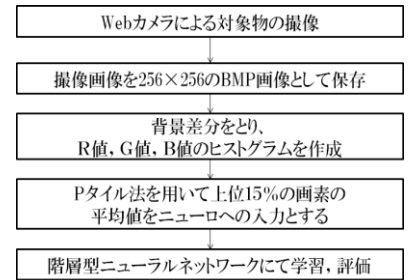 Webカメラによる対象物の撮像
撮像画像を256×256のBMP画像として保存
背景差分をとり、
R値, G値, B値のヒストグラムを作成
Pタイル法を用いて上位15%の画素の
平均値をニューロへの入力とする
階層型ニューラルネットワークにて学習, 評価